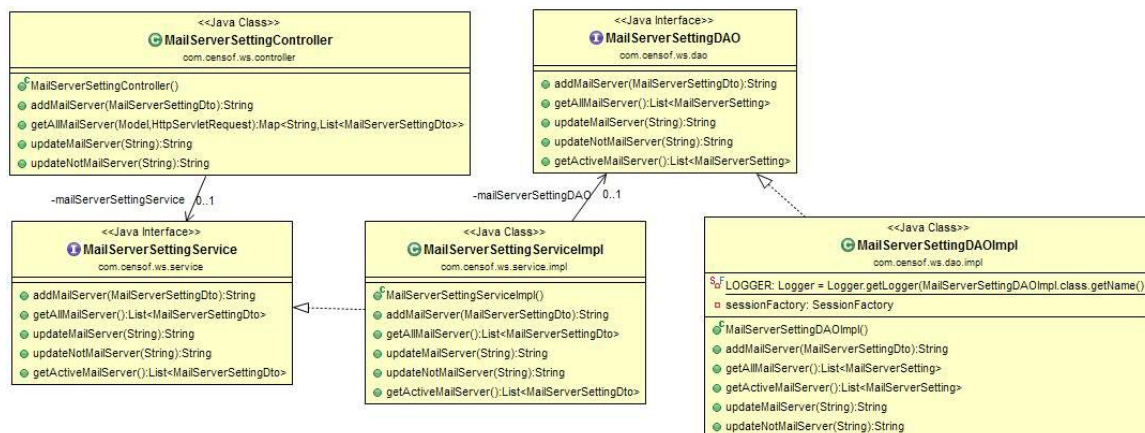 <<Java Class>>
MailServerSettingController
com.censof.ws.controller
MailServerSettingController()
addMailServer(MailServerSettingDto):String
getAllMailServer(Model,HttpServletRequest):Map<String,List<MailServerSettingDto>>
updateMailServer(String):String
updateNotMailServer(String):String
-mailServerSettingService 0..1
<<Java Interface>>
MailServerSettingService
com.censof.ws.service
addMailServer(MailServerSettingDto):String
getAllMailServer():List<MailServerSettingDto>
updateMailServer(String):String
updateNotMailServer(String):String
getActiveMailServer():List<MailServerSettingDto>
<<Java Class>>
MailServerSettingServiceImpl
com.censof.ws.service.impl
MailServerSettingServiceImpl()
addMailServer(MailServerSettingDto):String
getAllMailServer():List<MailServerSettingDto>
updateMailServer(String):String
updateNotMailServer(String):String
getActiveMailServer():List<MailServerSettingDto>
-mailServerSettingDAO 0..1
<<Java Interface>>
MailServerSettingDAO
com.censof.ws.dao
addMailServer(MailServerSettingDto):String
getAllMailServer():List<MailServerSetting>
updateMailServer(String):String
updateNotMailServer(String):String
getActiveMailServer():List<MailServerSetting>
<<Java Class>>
MailServerSettingDAOImpl
com.censof.ws.dao.impl
LOGGER: Logger = Logger.getLogger(MailServerSettingDAOImpl.class.getName()
sessionFactory: SessionFactory
MailServerSettingDAOImpl()
addMailServer(MailServerSettingDto):String
getAllMailServer():List<MailServerSetting>
getActiveMailServer():List<MailServerSetting>
updateMailServer(String):String
updateNotMailServer(String):String